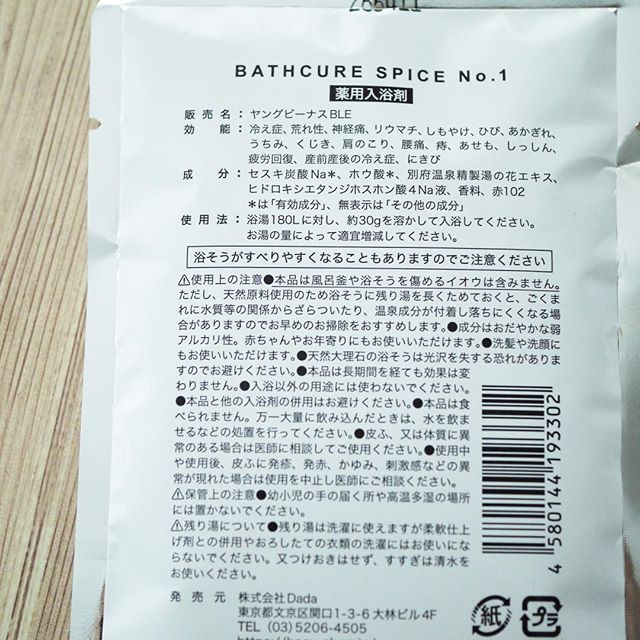 BATHCURE SPICE No.1
薬用入浴剤
販売名:ヤングビーナスBLE
効能:冷え症、荒れ性、神経痛、リウマチ、しもやけ、ひび、あかぎれ、
うちみ、くじき、肩のこり、腰痛、痔、あせも、しっしん、
疲労回復、産前産後の冷え症、にきび
成分:セスキ炭酸Na*、ホウ酸*、別府温泉精製湯の花エキス、
ヒドロキシエタンジホスホン酸4Na液、香料、赤102
*は「有効成分」、無表示は「その他の成分」
使用法:浴湯180Lに対し、約30gを溶かして入浴してください。
お湯の量によって適宜増減してください。
浴そうがすべりやすくなることもありますのでご注意ください
⚠使用上の注意●本品は風呂釜や浴そうを傷めるイオウは含みません。
ただし、天然原料使用のため浴そうに残り湯を長くためておくと、ごくま
れに水質等の関係からざらついたり、温泉成分が付着し落ちにくくなる場
合がありますのでお早めのお掃除をおすすめします。●成分はおだやかな弱
アルカリ性。赤ちゃんやお年寄りにもお使いいただけます。●洗髪や洗顔に
もお使いいただけます。●天然大理石の浴そうは光沢を失する恐れがありま
すのでお避けください。●本品は長期間を経ても効果は変
わりません。●入浴以外の用途には使わないでください。
●本品と他の入浴剤の併用はお避けください。●本品は食
べられません。万一大量に飲み込んだときは、水を飲ま
せるなどの処置を行ってください。●皮ふ、又は体質に異
常のある場合は医師に相談してご使用ください。●使用中
や使用後、皮ふに発疹、発赤、かゆみ、刺激感などの異
常が現れた場合は使用を中止し医師にご相談ください。
⚠保管上の注意●幼小児の手の届く所や高温多湿の場所
には置かないでください。
⚠残り湯について●残り湯は洗濯に使えますが柔軟仕上
げ剤との併用やおろしたての衣類の洗濯にはお使いにな
らないでください。又つけおきはせず、すすぎは清水を
お使いください。
4 580144 193302
発売元 株式会社Dada
東京都文京区関口1-3-6 大林ビル4F
TEL 03) 5206-4505
紙
プラ